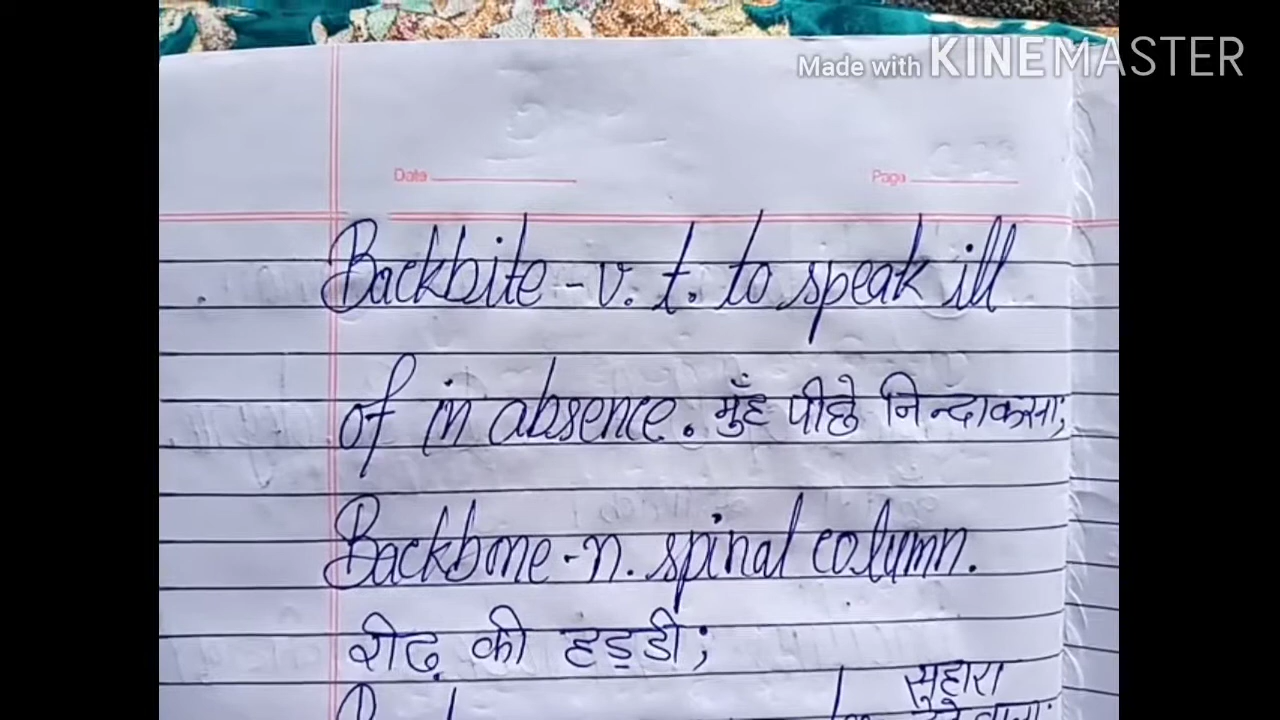 Made with KINEMASTER
Date Page
Backbite - v. t. to speak ill
of in absence. मुँह पीछे निन्दा करना;
Backbone - n. spinal column.
रीढ़ की हड्डी;
सहारा